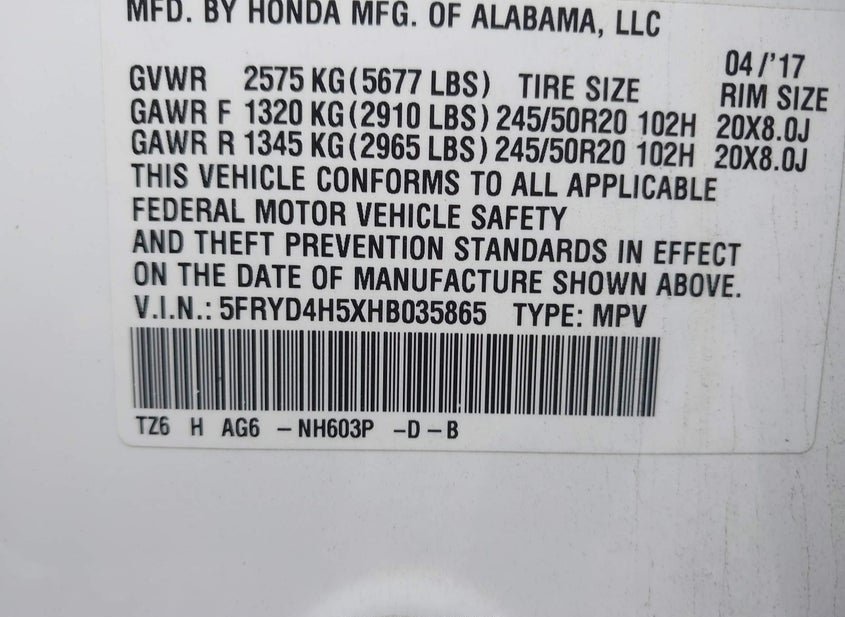 MFD. BY HONDA MFG. OF ALABAMA, LLC
04/'17
GVWR 2575 KG(5677 LBS) TIRE SIZE RIM SIZE
GAWR F 1320 KG(2910 LBS) 245/50R20 102H 20X8.0J
GAWR R 1345 KG(2965 LBS) 245/50R20 102H 20X8.0J
THIS VEHICLE CONFORMS TO ALL APPLICABLE
FEDERAL MOTOR VEHICLE SAFETY
AND THEFT PREVENTION STANDARDS IN EFFECT
ON THE DATE OF MANUFACTURE SHOWN ABOVE.
V.I.N.: 5FRYD4H5XHB035865 TYPE: MPV
TZ6 H AG6 –NH603P –D–B